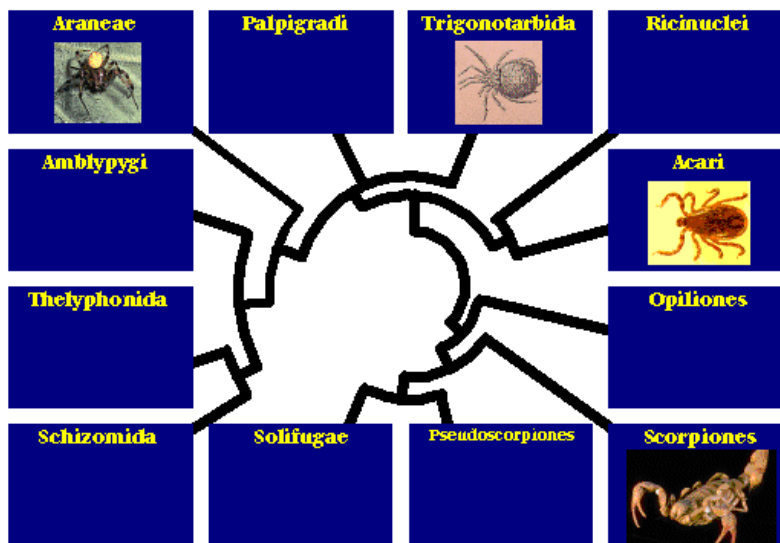 Araneae
Palpigradi
Trigonotarbida
Ricinuclei
Amblypygi
Acari
Thelyphonida
Opiliones
Schizomida
Solifugae
Pseudoscorpiones
Scorpiones